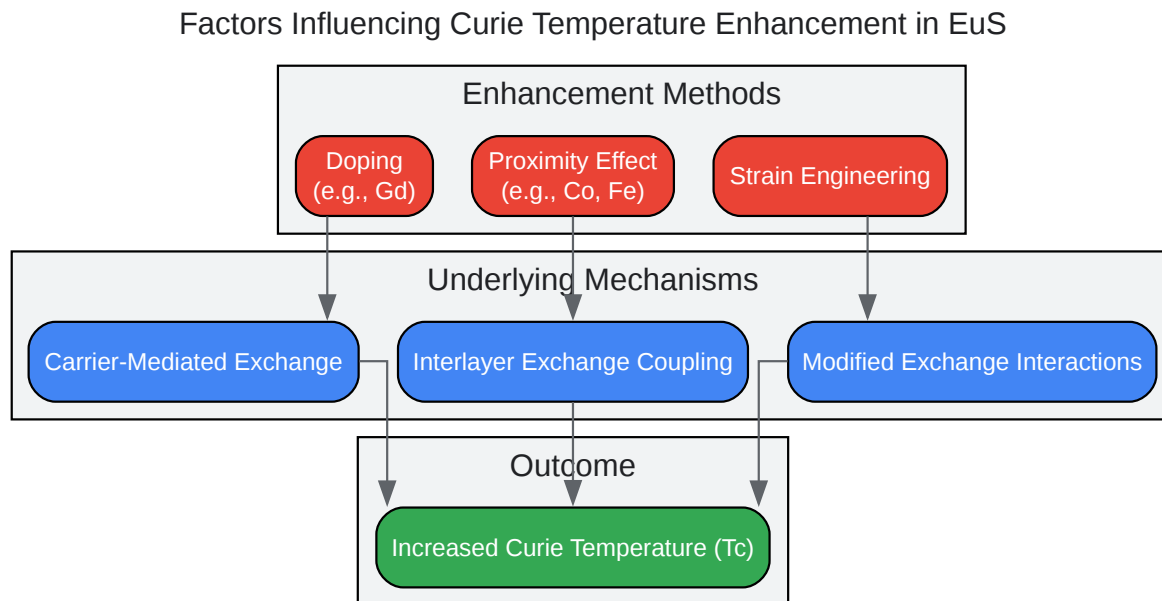 Factors Influencing Curie Temperature Enhancement in EuS
Enhancement Methods
Doping
(e.g., Gd)
Proximity Effect
(e.g., Co, Fe)
Strain Engineering
Underlying Mechanisms
Carrier-Mediated Exchange
Interlayer Exchange Coupling
Modified Exchange Interactions
Outcome
Increased Curie Temperature (Tc)